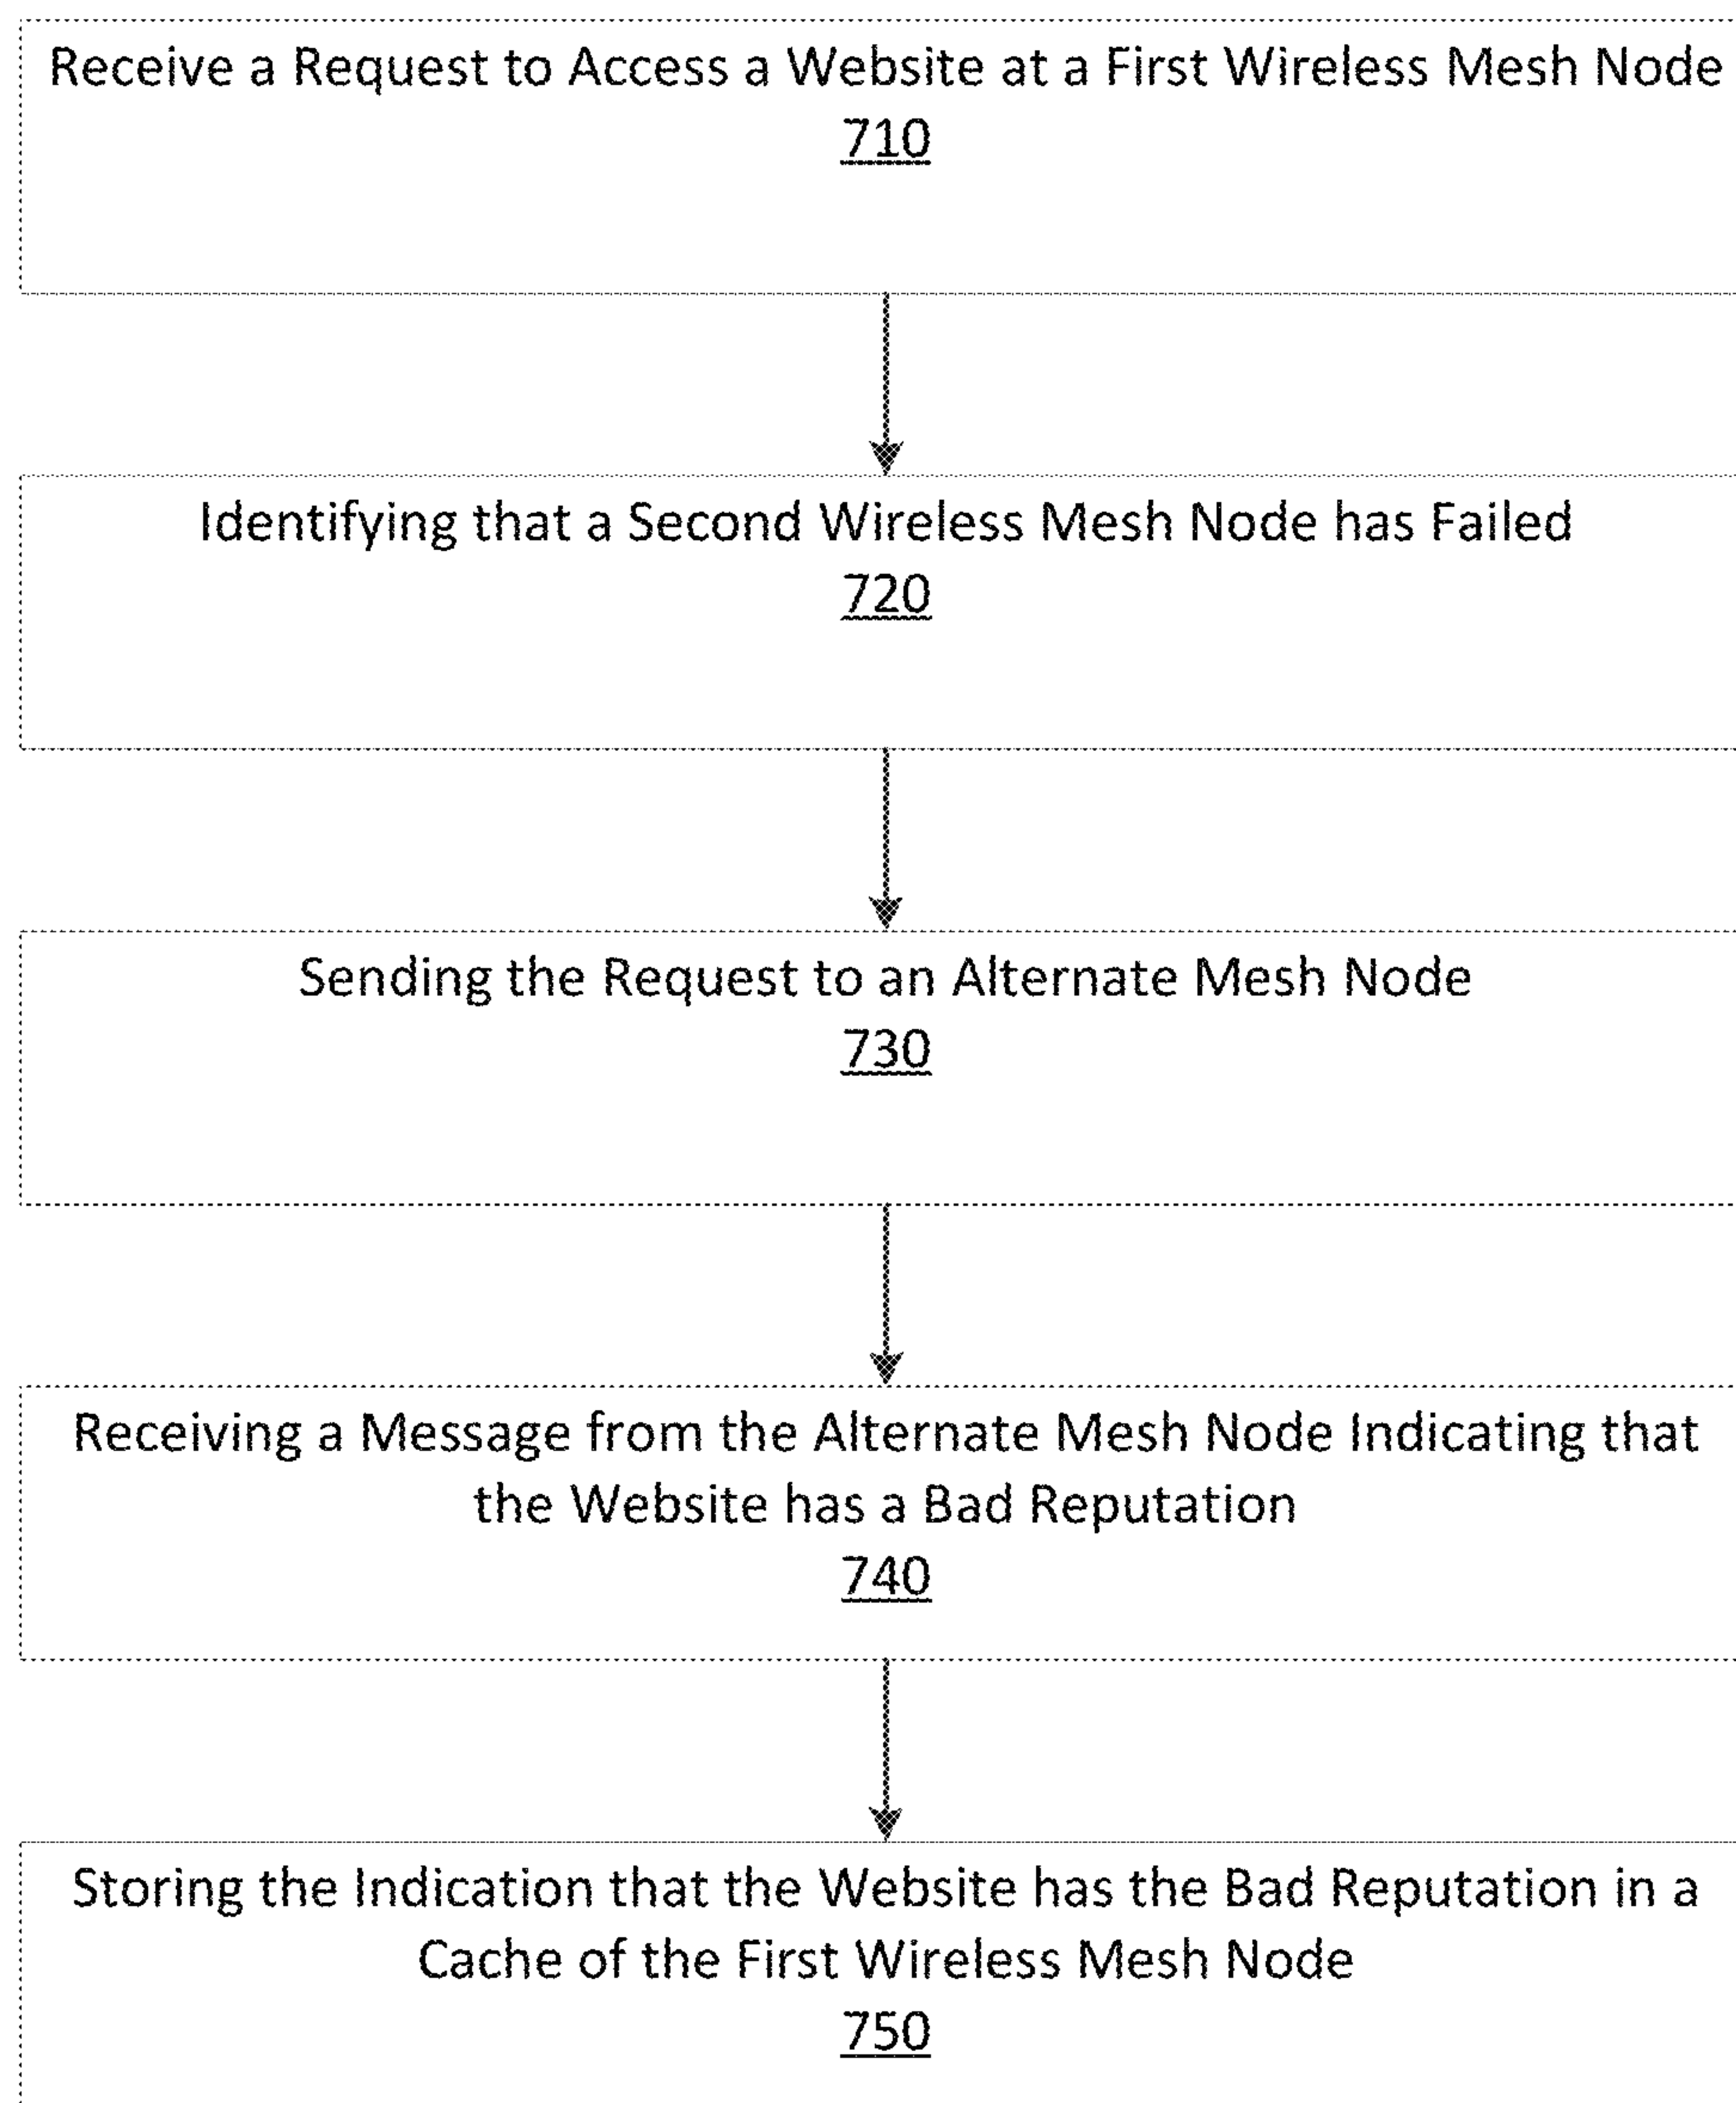 Receive a Request to Access a Website at a First Wireless Mesh Node
710
Identifying that a Second Wireless Mesh Node has Failed
720
Sending the Request to an Alternate Mesh Node
730
Receiving a Message from the Alternate Mesh Node Indicating that
the Website has a Bad Reputation
740
Storing the Indication that the Website has the Bad Reputation in a
Cache of the First Wireless Mesh Node
750